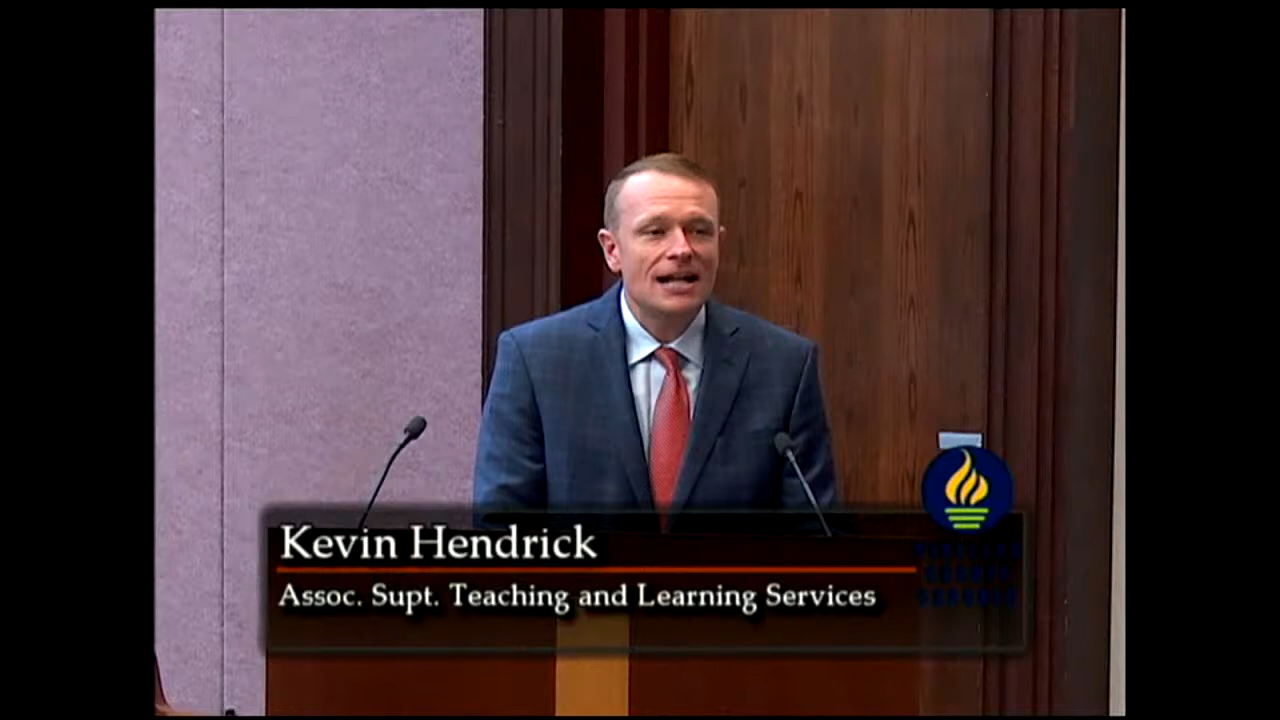 Kevin Hendrick
Assoc. Supt. Teaching and Learning Services